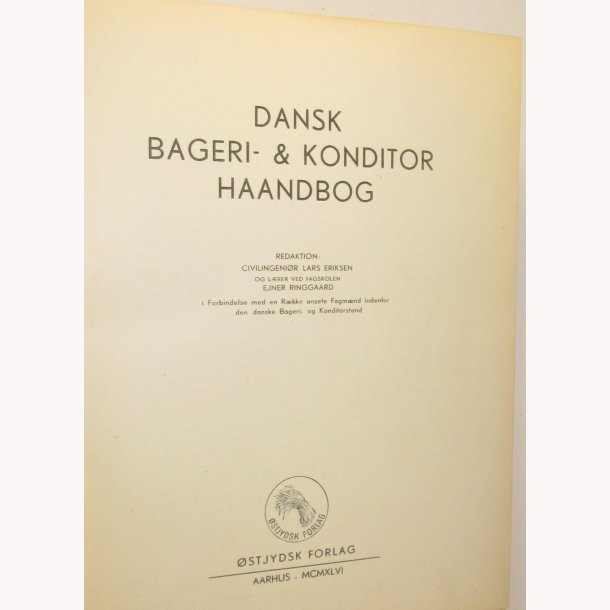 DANSK
BAGERI- & KONDITOR
HAANDBOG
REDAKTION:
CIVILINGENIØR LARS ERIKSEN
OG LÆRER VED FAGSKOLEN
EJNER RINGGAARD
i Forbindelse med en Række ansete Fagmænd indenfor
den danske Bageri- og Konditorstand
ØSTJYDSK FORLAG
ØSTJYDSK FORLAG
AARHUS - MCMXLVI